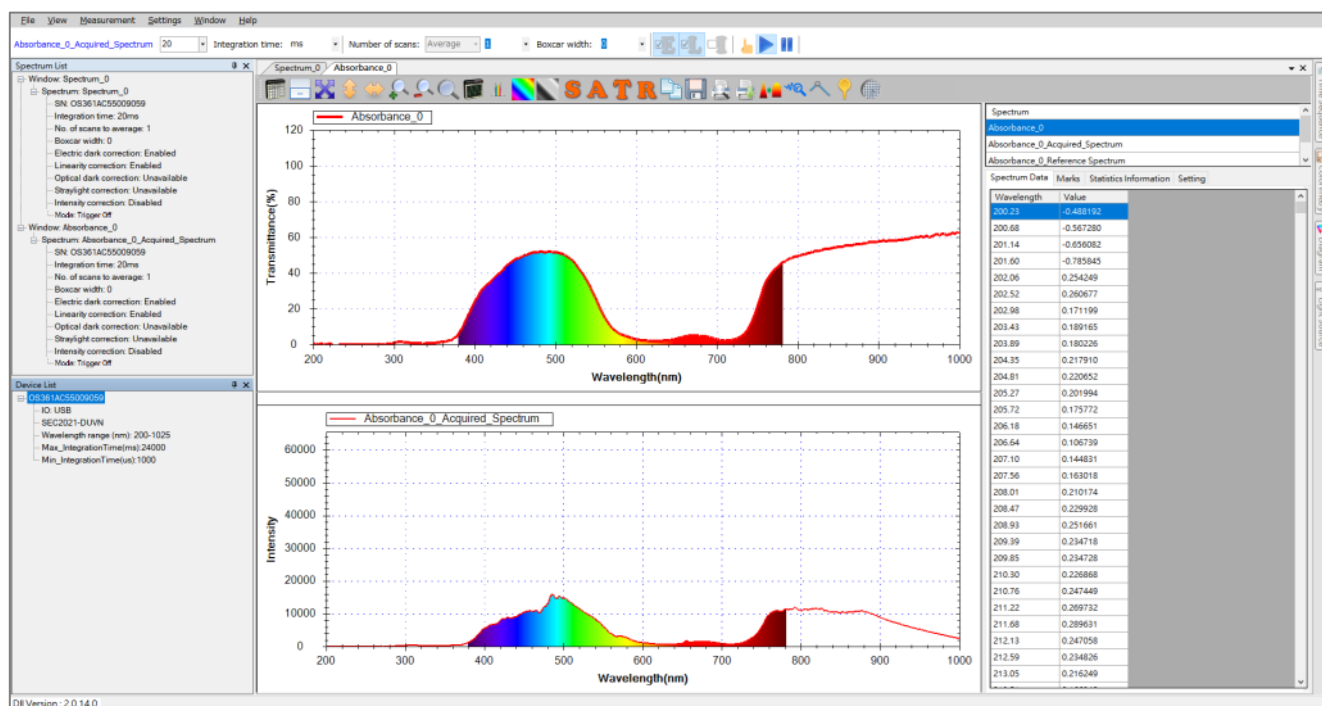 File View Measurement Settings Window Help
Absorbance_0_Acquired_Spectrum 20 Integration time: ms Number of scans: Average 1 Boxcar width: 0
Spectrum List
Window: Spectrum_0
Spectrum: Spectrum_0
SN: OS361AC55009059
Integration time: 20ms
No. of scans to average: 1
Boxcar width: 0
Electric dark correction: Enabled
Linearity correction: Enabled
Optical dark correction: Unavailable
Straylight correction: Unavailable
Intensity correction: Disabled
Mode: Trigger Off
Window: Absorbance_0
Spectrum: Absorbance_0_Acquired_Spectrum
SN: OS361AC55009059
Integration time: 20ms
No. of scans to average: 1
Boxcar width: 0
Electric dark correction: Enabled
Linearity correction: Enabled
Optical dark correction: Unavailable
Straylight correction: Unavailable
Intensity correction: Disabled
Mode: Trigger Off
Device List
OS361AC55009059
IO: USB
SEC2021-DUVN
Wavelength range (nm): 200-1025
Max_IntegrationTime(ms):24000
Min_IntegrationTime(us):1000
Spectrum_0 Absorbance_0
S A T R
Absorbance_0
Transmittance(%)
120
100
80
60
40
20
0
200 300 400 500 600 700 800 900 1000
Wavelength(nm)
Absorbance_0_Acquired_Spectrum
Intensity
60000
50000
40000
30000
20000
10000
0
200 300 400 500 600 700 800 900 1000
Wavelength(nm)
Spectrum
Absorbance_0
Absorbance_0_Acquired_Spectrum
Absorbance_0_Reference Spectrum
Spectrum Data Marks Statistics Information Setting
Wavelength Value
200.23 -0.488192
200.68 -0.567280
201.14 -0.656082
201.60 -0.785845
202.06 0.254249
202.52 0.260677
202.98 0.171199
203.43 0.189165
203.89 0.180226
204.35 0.217910
204.81 0.220652
205.27 0.201994
205.72 0.175772
206.18 0.146651
206.64 0.106739
207.10 0.144831
207.56 0.163018
208.01 0.210174
208.47 0.229928
208.93 0.251661
209.39 0.234718
209.85 0.234728
210.30 0.226868
210.76 0.247449
211.22 0.269732
211.68 0.289631
212.13 0.247058
212.59 0.234826
213.05 0.216249
Dll Version : 2.0.14.0